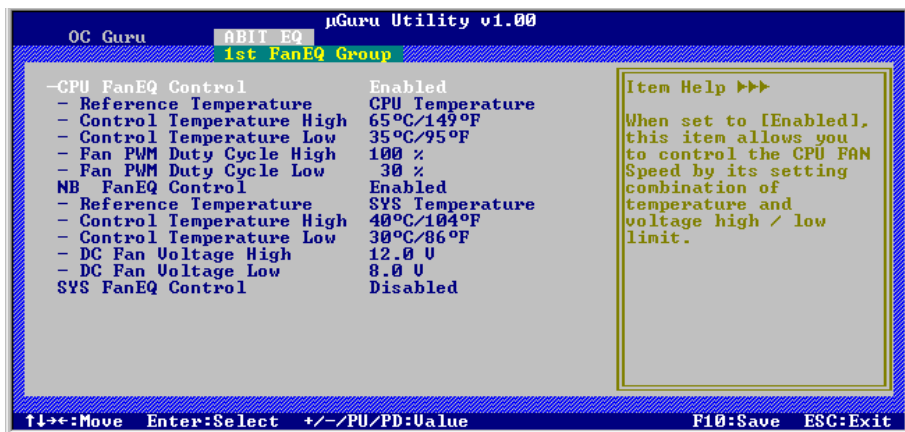 µGuru Utility v1.00
OC Guru ABIT EQ
1st FanEQ Group
-CPU FanEQ Control Enabled
- Reference Temperature CPU Temperature
- Control Temperature High 65ºC/149ºF
- Control Temperature Low 35ºC/95ºF
- Fan PWM Duty Cycle High 100 %
- Fan PWM Duty Cycle Low 30 %
NB FanEQ Control Enabled
- Reference Temperature SYS Temperature
- Control Temperature High 40ºC/104ºF
- Control Temperature Low 30ºC/86ºF
- DC Fan Voltage High 12.0 V
- DC Fan Voltage Low 8.0 V
SYS FanEQ Control Disabled
Item Help ►►►
When set to [Enabled],
this item allows you
to control the CPU FAN
Speed by its setting
combination of
temperature and
voltage high / low
limit.
↑↓→←:Move Enter:Select +/-/PU/PD:Value F10:Save ESC:Exit